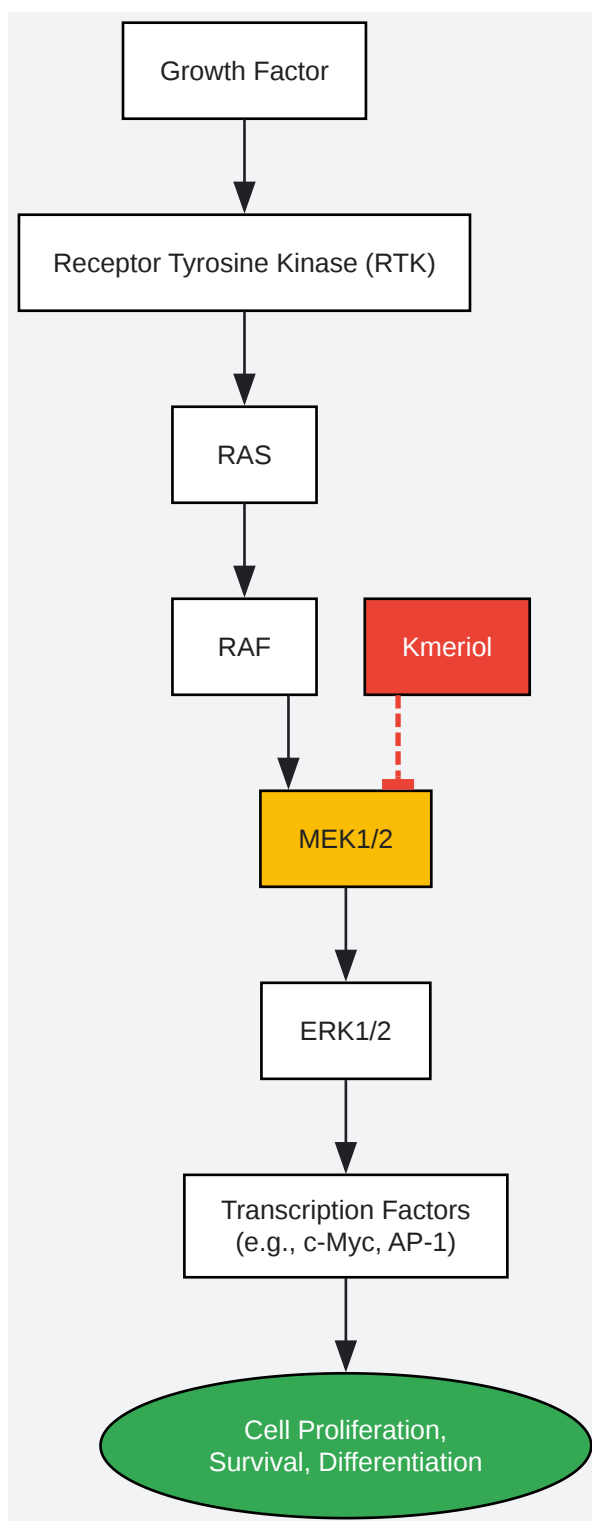 Growth Factor
Receptor Tyrosine Kinase (RTK)
RAS
RAF
Kmeriol
MEK1/2
ERK1/2
Transcription Factors
(e.g., c-Myc, AP-1)
Cell Proliferation,
Survival, Differentiation